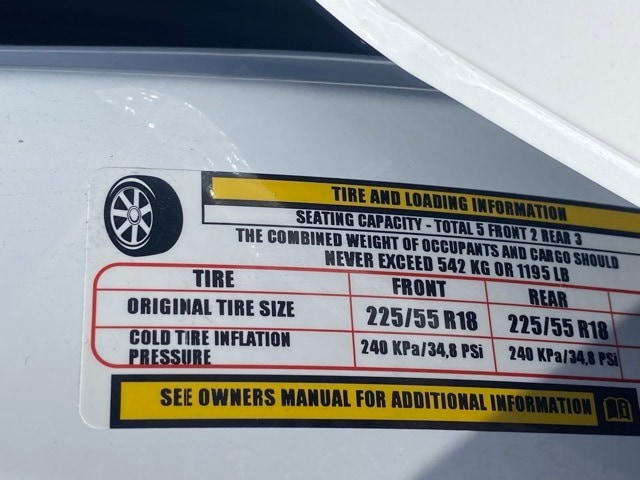 TIRE AND LOADING INFORMATION
SEATING CAPACITY - TOTAL 5 FRONT 2 REAR 3
THE COMBINED WEIGHT OF OCCUPANTS AND CARGO SHOULD
NEVER EXCEED 542 KG OR 1195 LB
TIRE FRONT REAR
ORIGINAL TIRE SIZE 225/55 R18 225/55 R18
COLD TIRE INFLATION
PRESSURE 240 KPa/34,8 PSi 240 KPa/34,8 PSi
SEE OWNERS MANUAL FOR ADDITIONAL INFORMATION